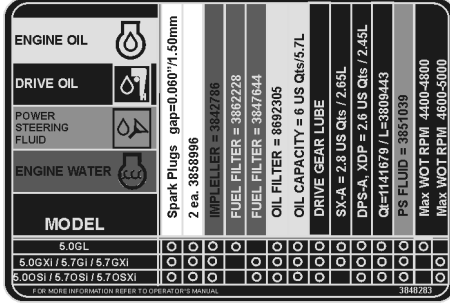 ENGINE OIL
DRIVE OIL
POWER
STEERING
FLUID
ENGINE WATER
MODEL
Spark Plugs gap=0.060"/1.50mm
2 ea. 3858996
IMPLELLER = 3842786
FUEL FILTER = 3862228
FUEL FILTER = 3847644
OIL FILTER = 8692305
OIL CAPACITY = 6 US Qts/5.7L
DRIVE GEAR LUBE
SX-A = 2.8 US Qts / 2.65L
DPS-A, XDP = 2.6 US Qts / 2.45L
Qt=1141679 / L=3809443
PS FLUID = 3851039
Max WOT RPM 4400-4800
Max WOT RPM 4600-5000
5.0GL
5.0GXi / 5.7Gi / 5.7GXi
5.0OSi / 5.7OSi / 5.7OSXi
FOR MORE INFORMATION REFER TO OPERATOR'S MANUAL
3848283